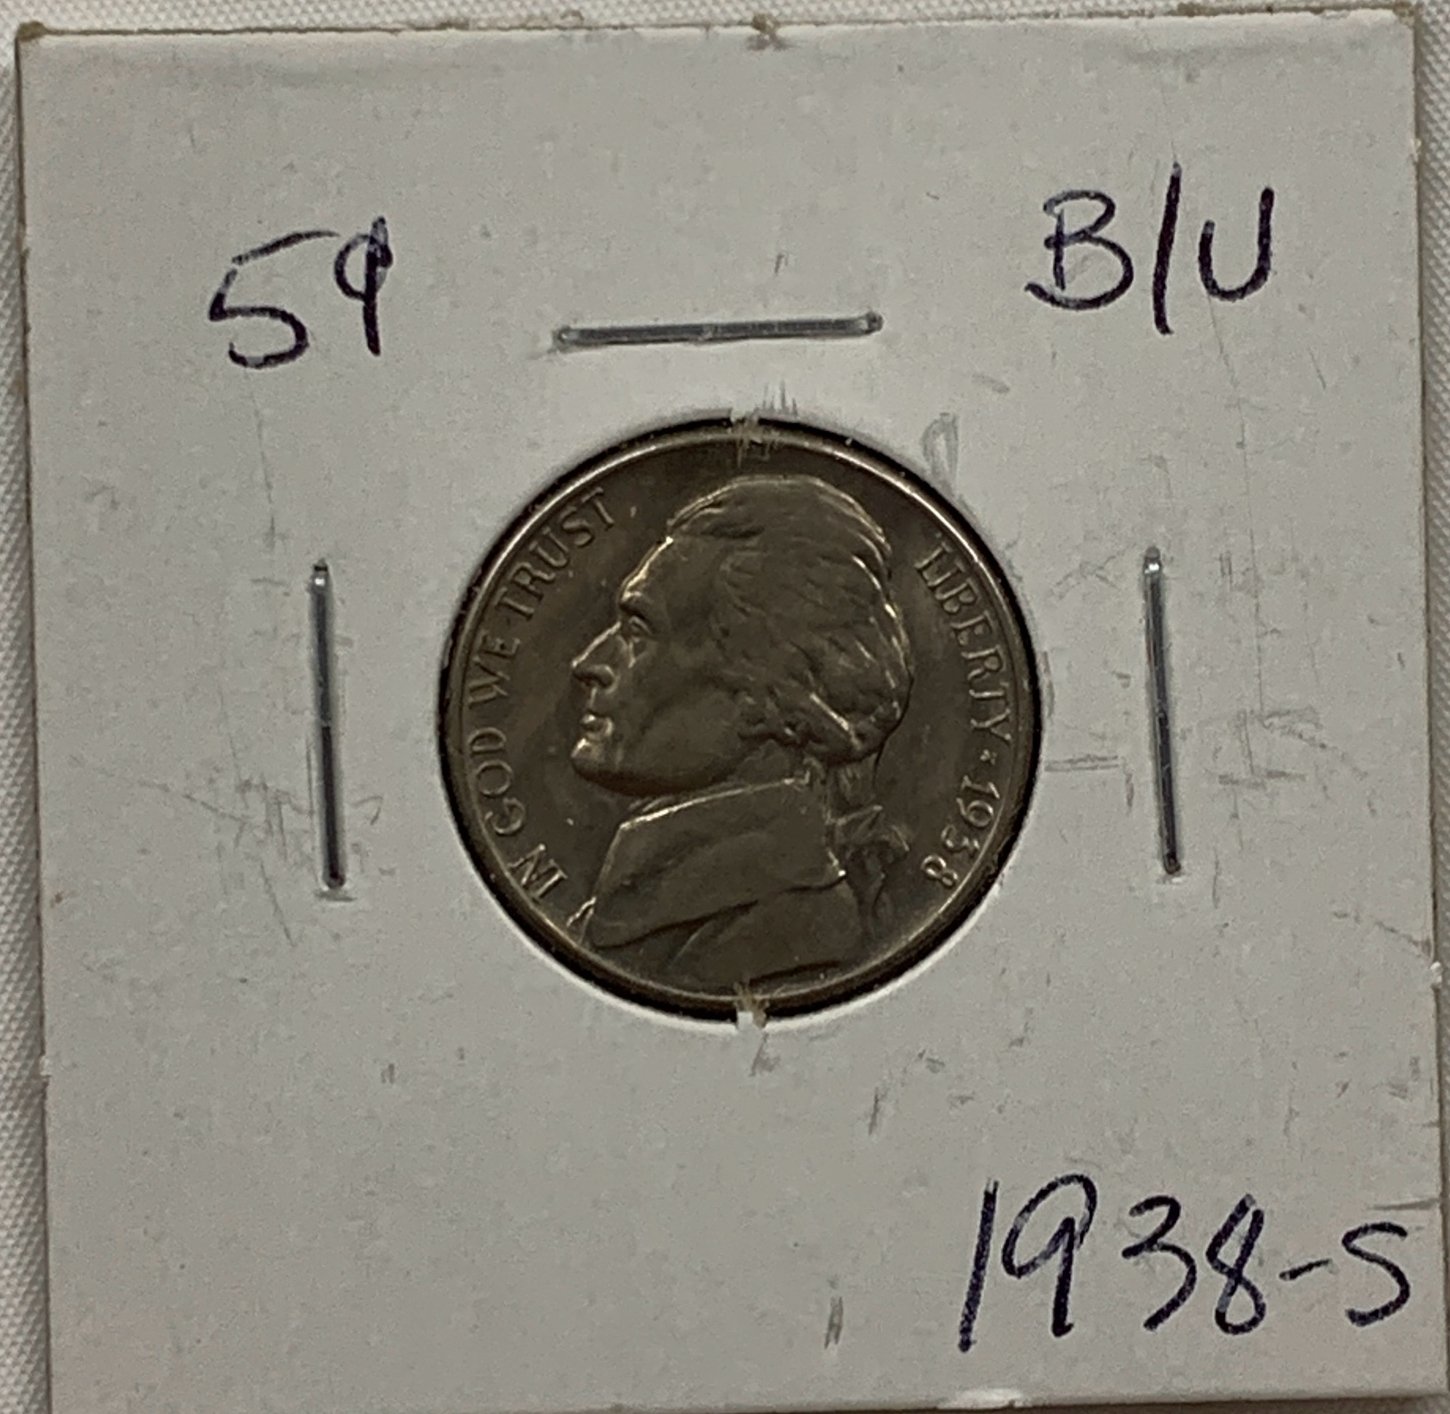 5¢ B/U
IN GOD WE TRUST
LIBERTY * 1938
1938-S